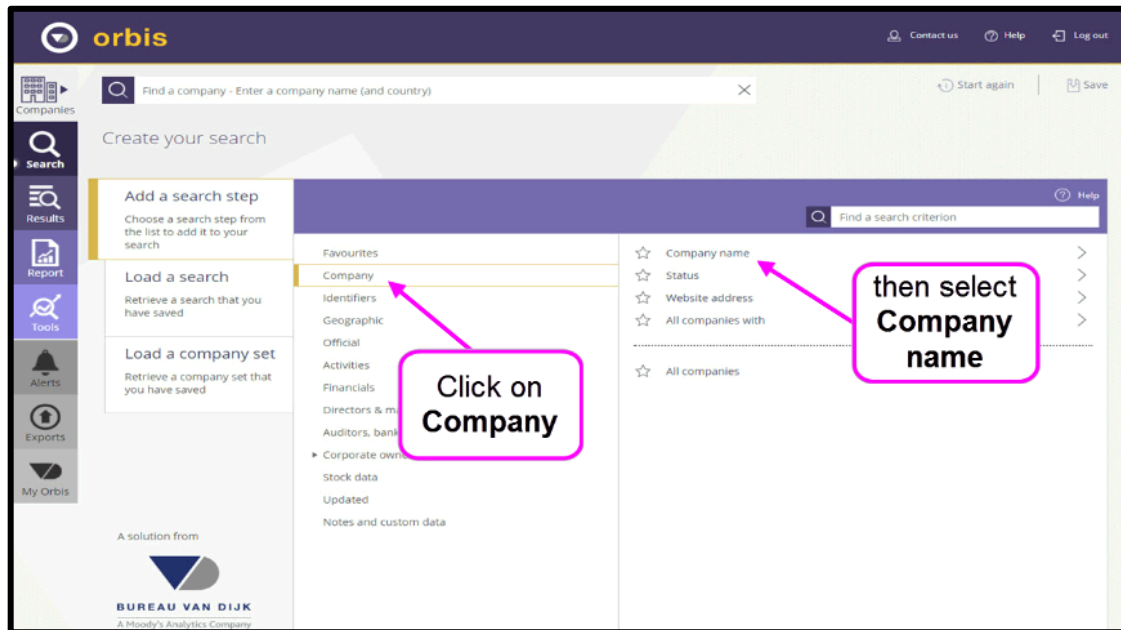 orbis
Contact us
Help
Log out
Companies
Find a company - Enter a company name (and country)
Start again
Save
Create your search
Search
Results
Report
Tools
Alerts
Exports
My Orbis
Add a search step
Choose a search step from
the list to add it to your
search
Load a search
Retrieve a search that you
have saved
Load a company set
Retrieve a company set that
you have saved
Help
Find a search criterion
Favourites
Company
Identifiers
Geographic
Official
Activities
Financials
Directors & m
Auditors, bank
Corporate own
Stock data
Updated
Notes and custom data
Company name
Status
Website address
All companies with
All companies
Click on
Company
then select
Company
name
A solution from
BUREAU VAN DIJK
A Moody's Analytics Company